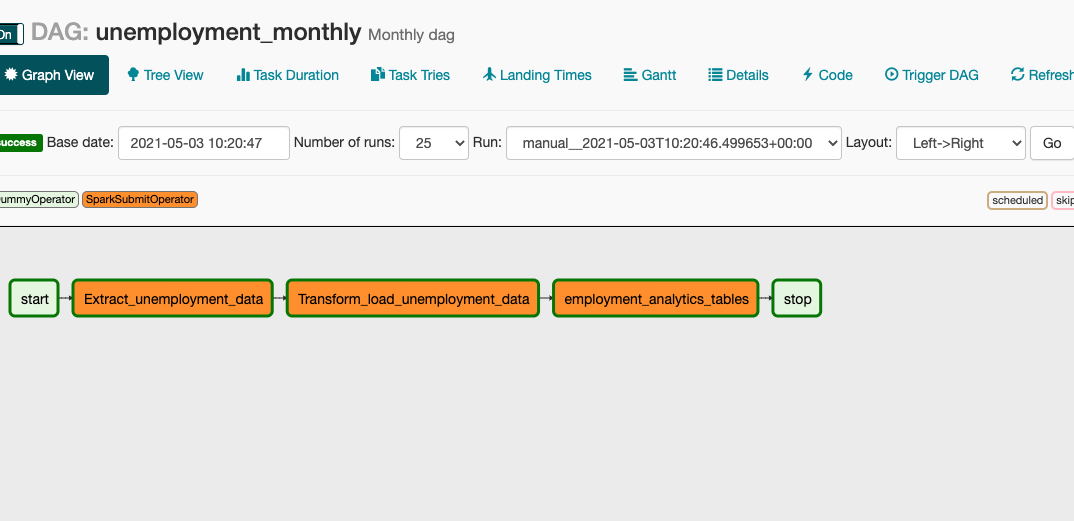 On DAG: unemployment_monthly Monthly dag
Graph View Tree View Task Duration Task Tries Landing Times Gantt Details Code Trigger DAG Refresh
success Base date: 2021-05-03 10:20:47 Number of runs: 25 Run: manual__2021-05-03T10:20:46.499653+00:00 Layout: Left->Right Go
ummyOperator SparkSubmitOperator scheduled skip
start Extract_unemployment_data Transform_load_unemployment_data employment_analytics_tables stop